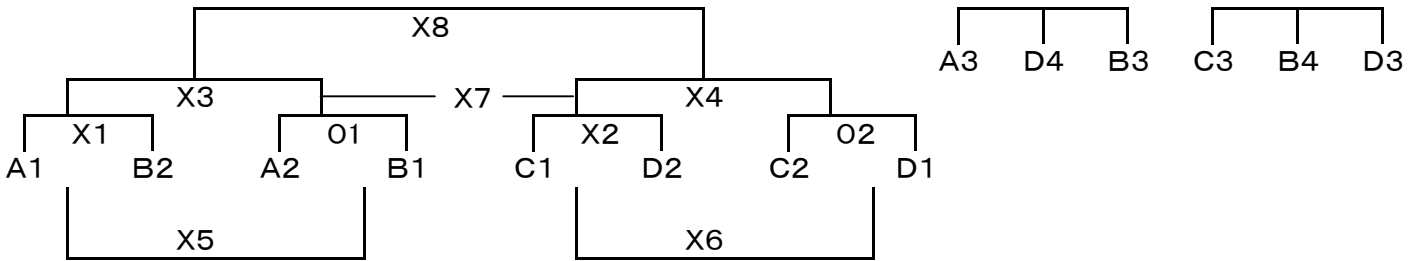 X8
A3 D4 B3 C3 B4 D3
X3 X7 X4
X1 O1 X2 O2
A1 B2 A2 B1 C1 D2 C2 D1
X5 X6